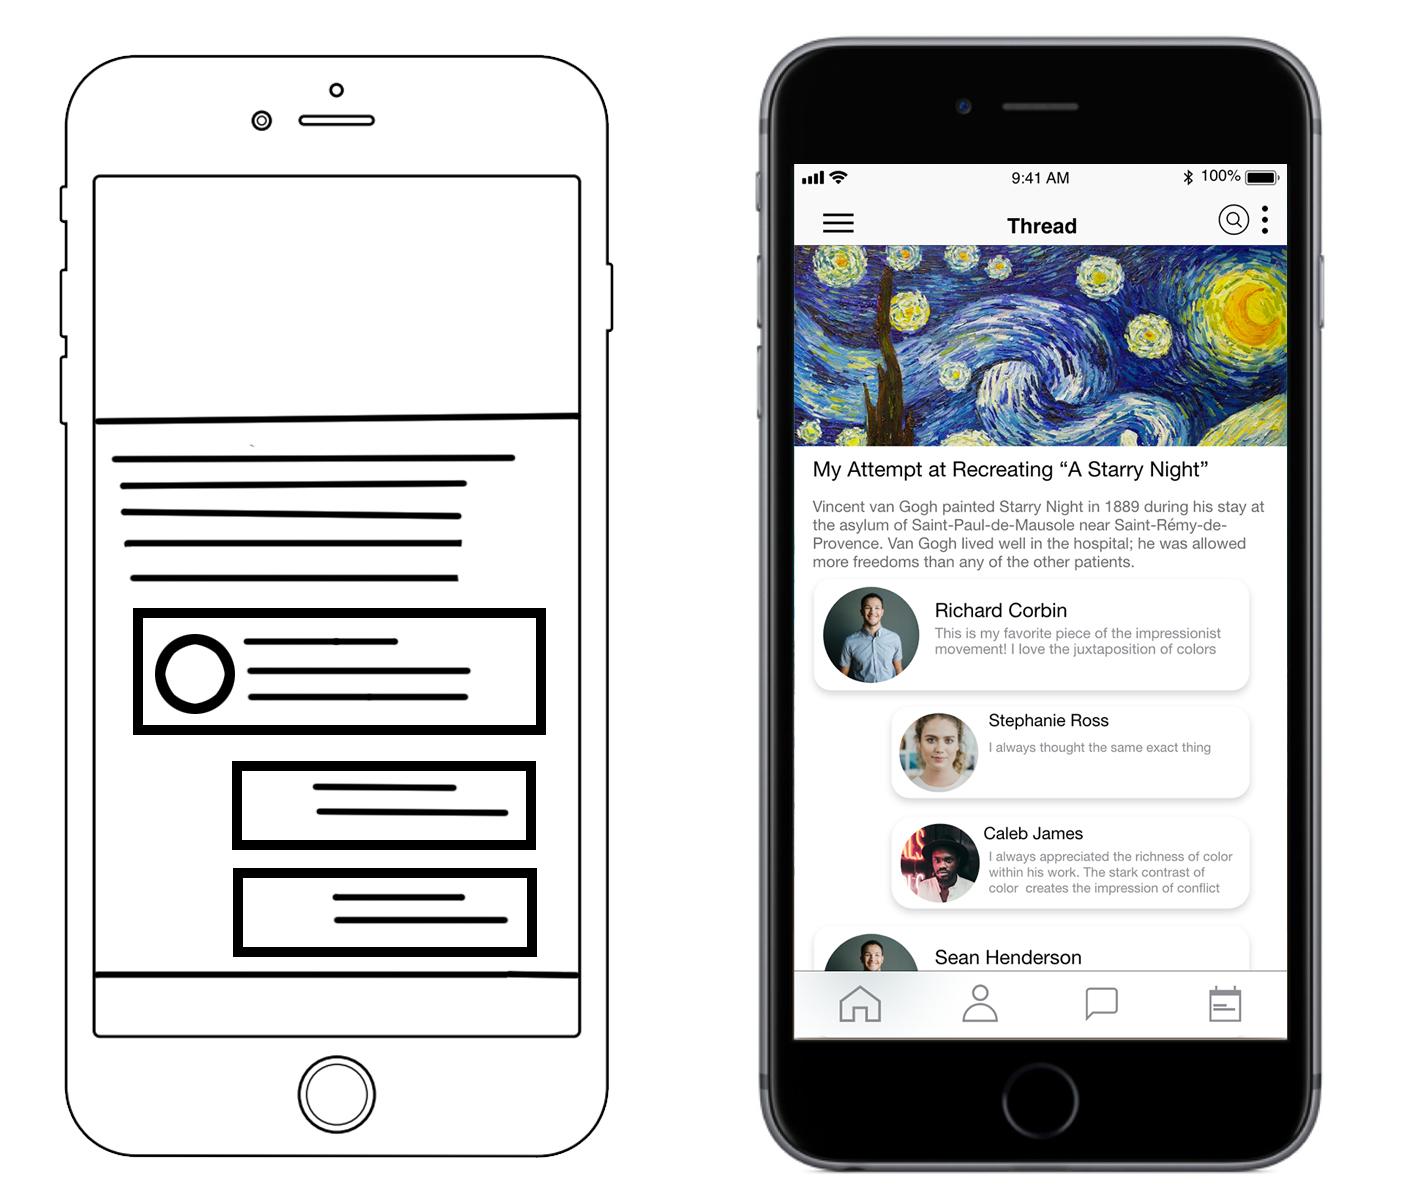 9:41 AM
100%
Thread
My Attempt at Recreating “A Starry Night”
Vincent van Gogh painted Starry Night in 1889 during his stay at
the asylum of Saint-Paul-de-Mausole near Saint-Rémy-de-
Provence. Van Gogh lived well in the hospital; he was allowed
more freedoms than any of the other patients.
Richard Corbin
This is my favorite piece of the impressionist
movement! I love the juxtaposition of colors
Stephanie Ross
I always thought the same exact thing
Caleb James
I always appreciated the richness of color
within his work. The stark contrast of
color  creates the impression of conflict
Sean Henderson